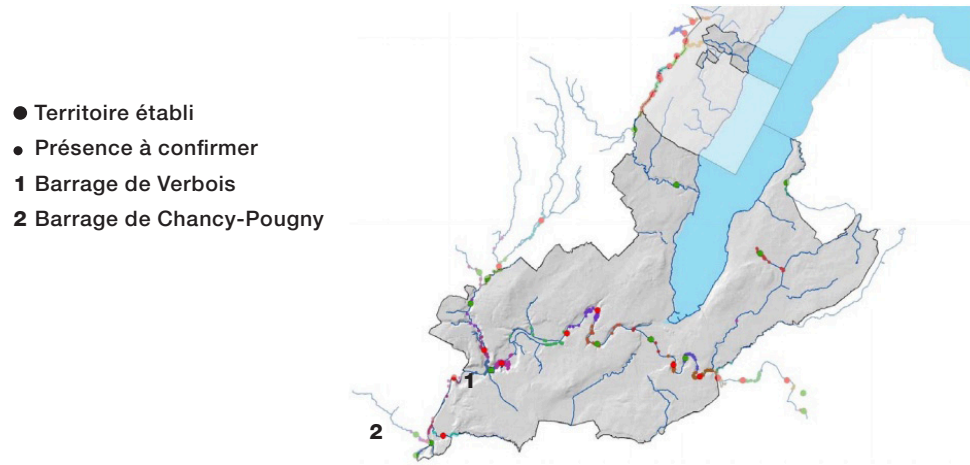 Territoire établi
Présence à confirmer
1 Barrage de Verbois
2 Barrage de Chancy-Pougny
1
2